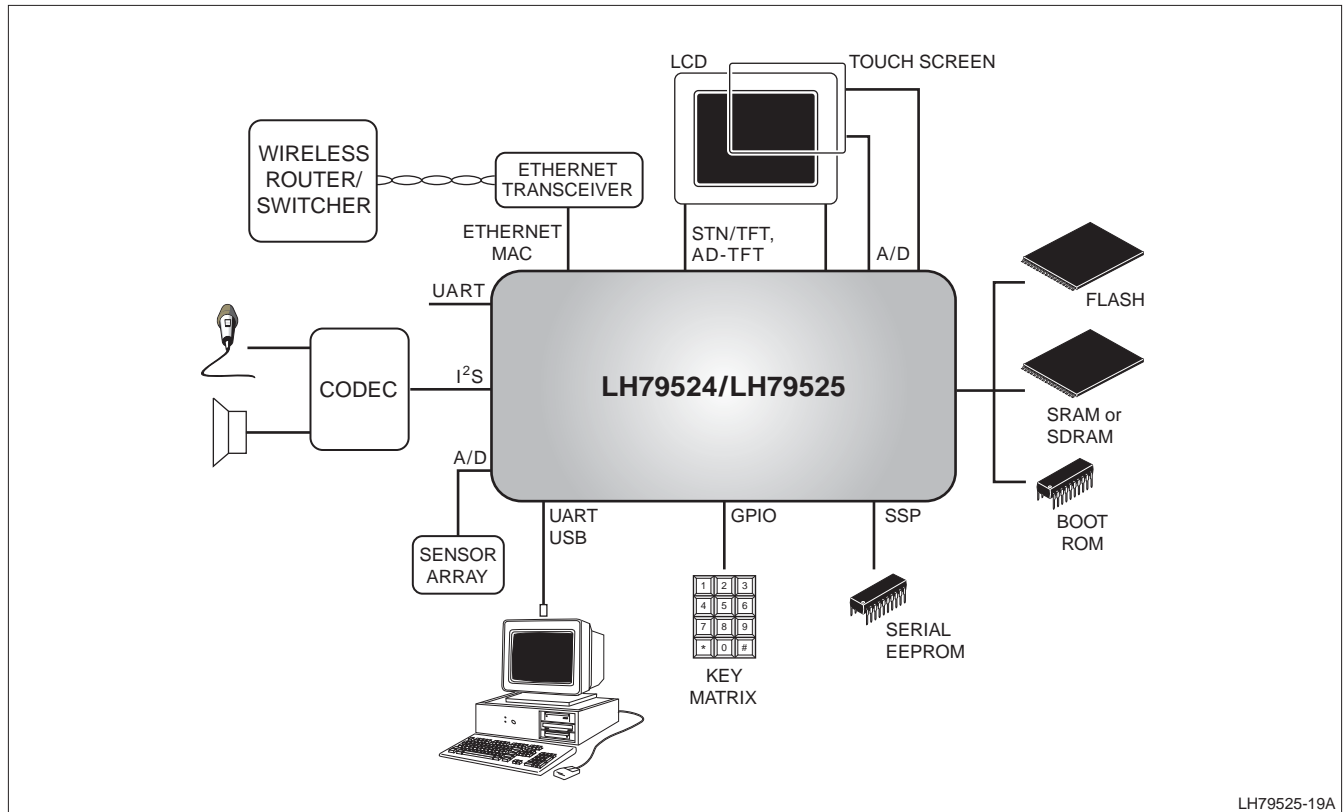 LCD
TOUCH SCREEN
WIRELESS
ROUTER/
SWITCHER
ETHERNET
TRANSCEIVER
ETHERNET
MAC
STN/TFT,
AD-TFT
A/D
FLASH
UART
CODEC
I²S
LH79524/LH79525
SRAM or
SDRAM
A/D
BOOT
ROM
SENSOR
ARRAY
UART
USB
GPIO
SSP
1 2 3
4 5 6
7 8 9
* 0 #
KEY
MATRIX
SERIAL
EEPROM
LH79525-19A